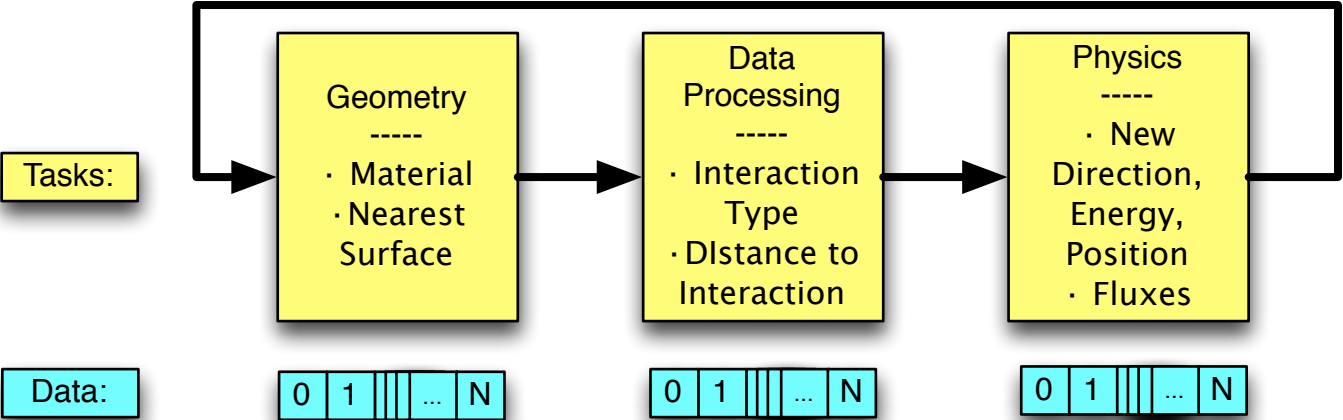 Tasks:
Geometry
-----
· Material
· Nearest
Surface
Data
Processing
-----
· Interaction
Type
· DIstance to
Interaction
Physics
-----
· New
Direction,
Energy,
Position
· Fluxes
Data:
0 1 ... N
0 1 ... N
0 1 ... N